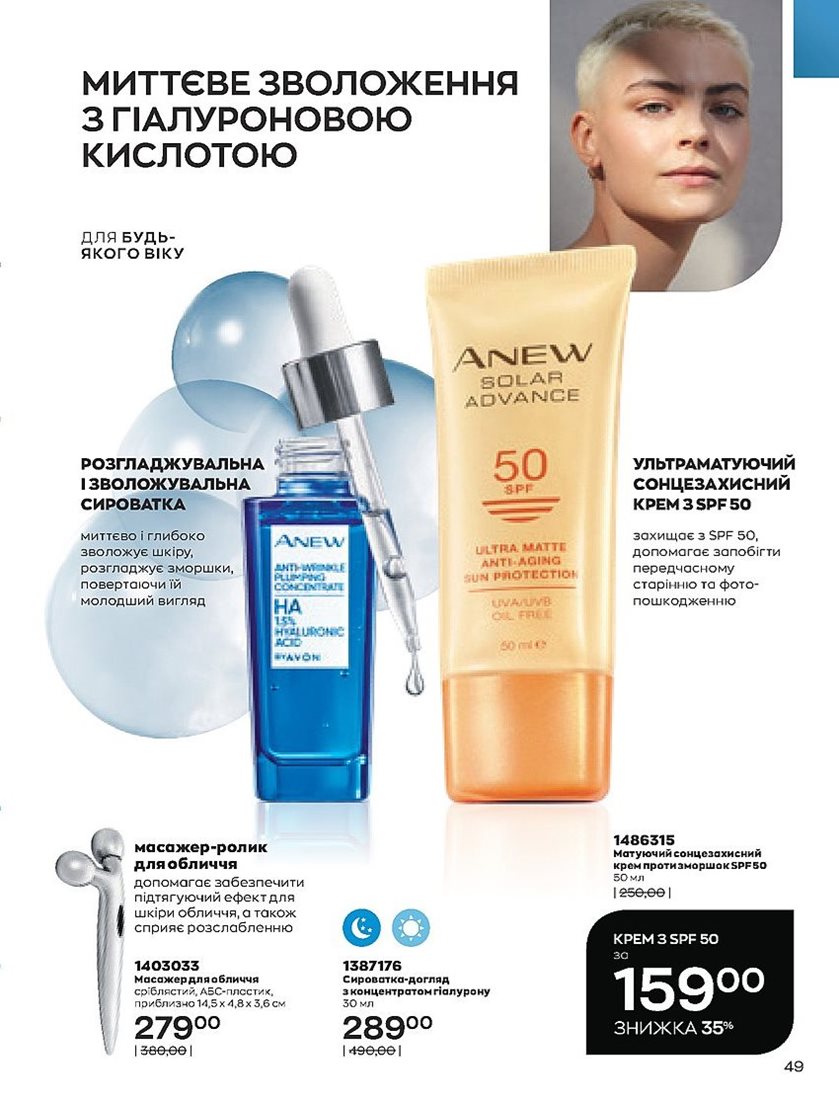 МИТТЄВЕ ЗВОЛОЖЕННЯ
З ГІАЛУРОНОВОЮ
КИСЛОТОЮ
ДЛЯ БУДЬ-
ЯКОГО ВІКУ
РОЗГЛАДЖУВАЛЬНА
І ЗВОЛОЖУВАЛЬНА
СИРОВАТКА
миттєво і глибоко
зволожує шкіру,
розгладжує зморшки,
повертаючи їй
молодший вигляд
ANEW
ANTI-WRINKLE
PLUMPING
CONCENTRATE
HA
1.5%
HYALURONIC
ACID
BY AVON
ANEW
SOLAR
ADVANCE
50
SPF
ULTRA MATTE
ANTI-AGING
SUN PROTECTION
UVA/UVB
OIL FREE
50 ml e
УЛЬТРАМАТУЮЧИЙ
СОНЦЕЗАХИСНИЙ
КРЕМ З SPF 50
захищає з SPF 50,
допомагає запобігти
передчасному
старінню та фото-
пошкодженню
масажер-ролик
для обличчя
допомагає забезпечити
підтягуючий ефект для
шкіри обличчя, а також
сприяє розслабленню
1403033
Масажер для обличчя
сріблястий, АБС-пластик,
приблизно 14,5 х 4,8 х 3,6 см
279⁰⁰
| 380,00 |
1387176
Сироватка-догляд
з концентратом гіалурону
30 мл
289⁰⁰
| 490,00 |
1486315
Матуючий сонцезахисний
крем проти зморшок SPF 50
50 мл
| 250,00 |
КРЕМ З SPF 50
за
159⁰⁰
ЗНИЖКА 35%
49